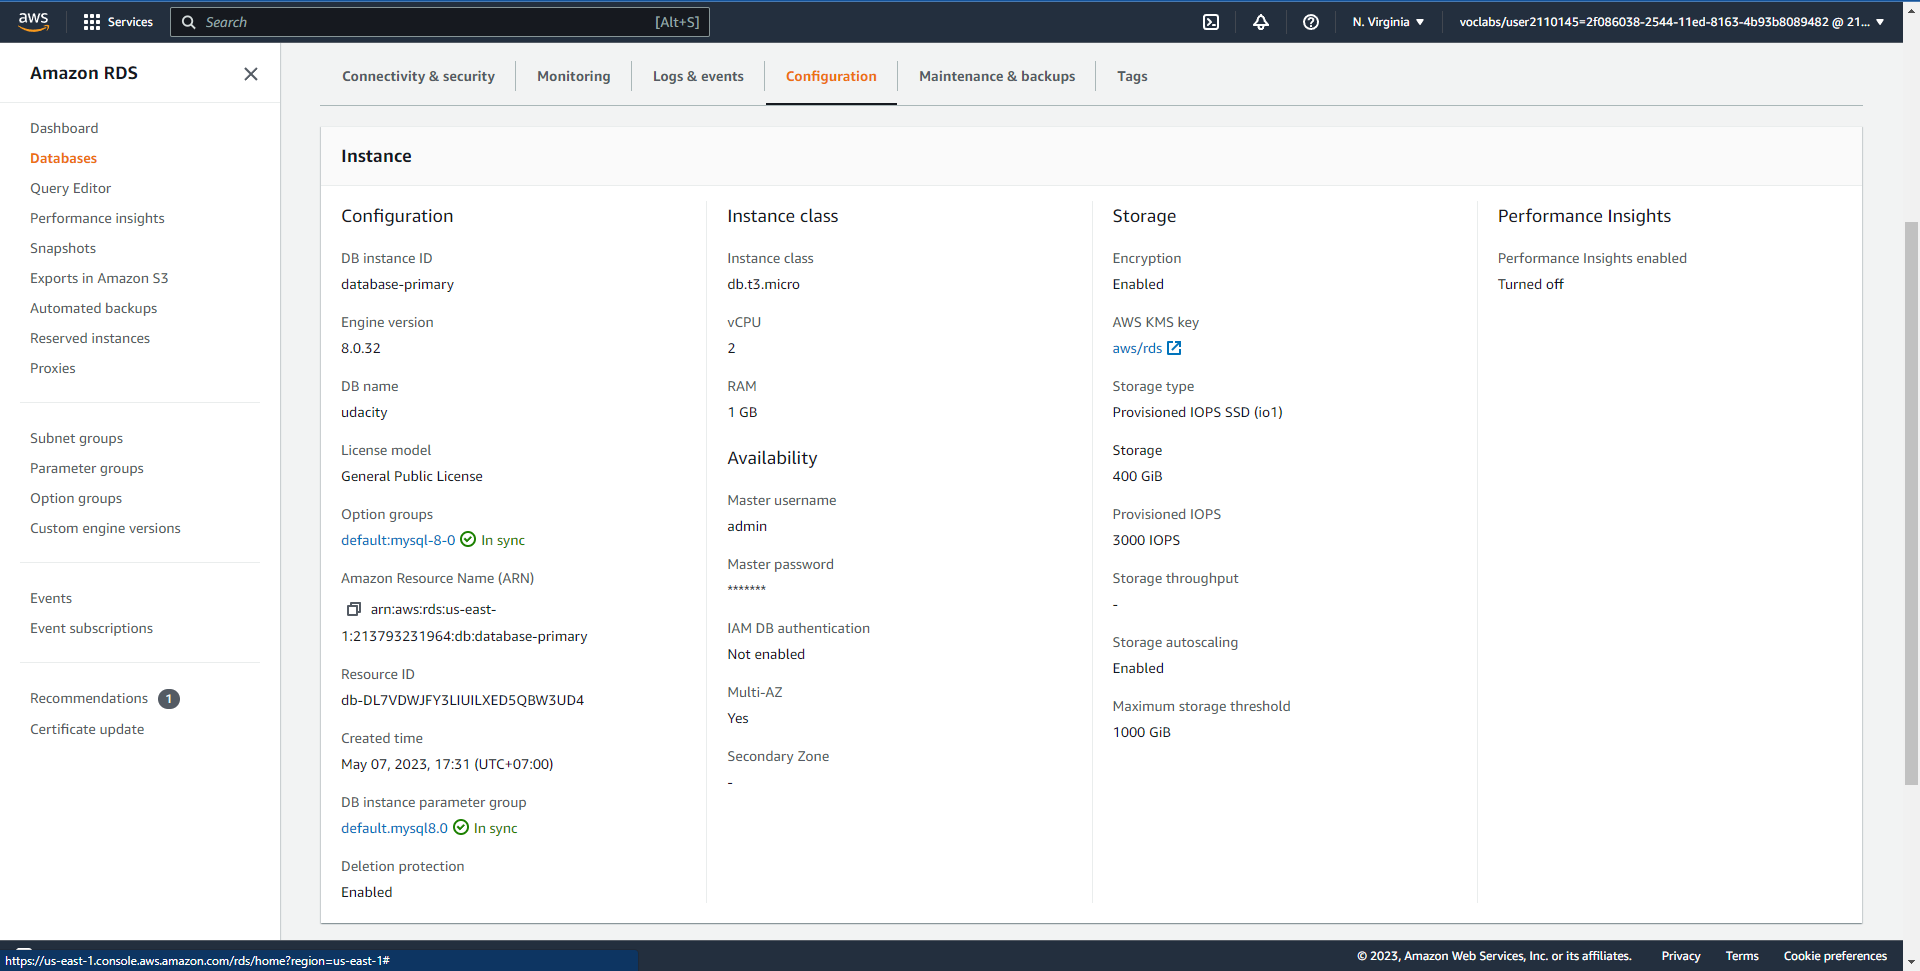 aws
Services
Search
[Alt+S]
N. Virginia
voclabs/user2110145=2f086038-2544-11ed-8163-4b93b8089482 @ 21...
Amazon RDS
Dashboard
Databases
Query Editor
Performance insights
Snapshots
Exports in Amazon S3
Automated backups
Reserved instances
Proxies
Subnet groups
Parameter groups
Option groups
Custom engine versions
Events
Event subscriptions
Recommendations 1
Certificate update
Connectivity & security
Monitoring
Logs & events
Configuration
Maintenance & backups
Tags
Instance
Configuration
DB instance ID
database-primary
Engine version
8.0.32
DB name
udacity
License model
General Public License
Option groups
default:mysql-8-0 In sync
Amazon Resource Name (ARN)
arn:aws:rds:us-east-
1:213793231964:db:database-primary
Resource ID
db-DL7VDWJFY3LIUILXED5QBW3UD4
Created time
May 07, 2023, 17:31 (UTC+07:00)
DB instance parameter group
default.mysql8.0 In sync
Deletion protection
Enabled
Instance class
Instance class
db.t3.micro
vCPU
2
RAM
1 GB
Availability
Master username
admin
Master password
*******
IAM DB authentication
Not enabled
Multi-AZ
Yes
Secondary Zone
-
Storage
Encryption
Enabled
AWS KMS key
aws/rds
Storage type
Provisioned IOPS SSD (io1)
Storage
400 GiB
Provisioned IOPS
3000 IOPS
Storage throughput
-
Storage autoscaling
Enabled
Maximum storage threshold
1000 GiB
Performance Insights
Performance Insights enabled
Turned off
https://us-east-1.console.aws.amazon.com/rds/home?region=us-east-1#
© 2023, Amazon Web Services, Inc. or its affiliates.
Privacy
Terms
Cookie preferences